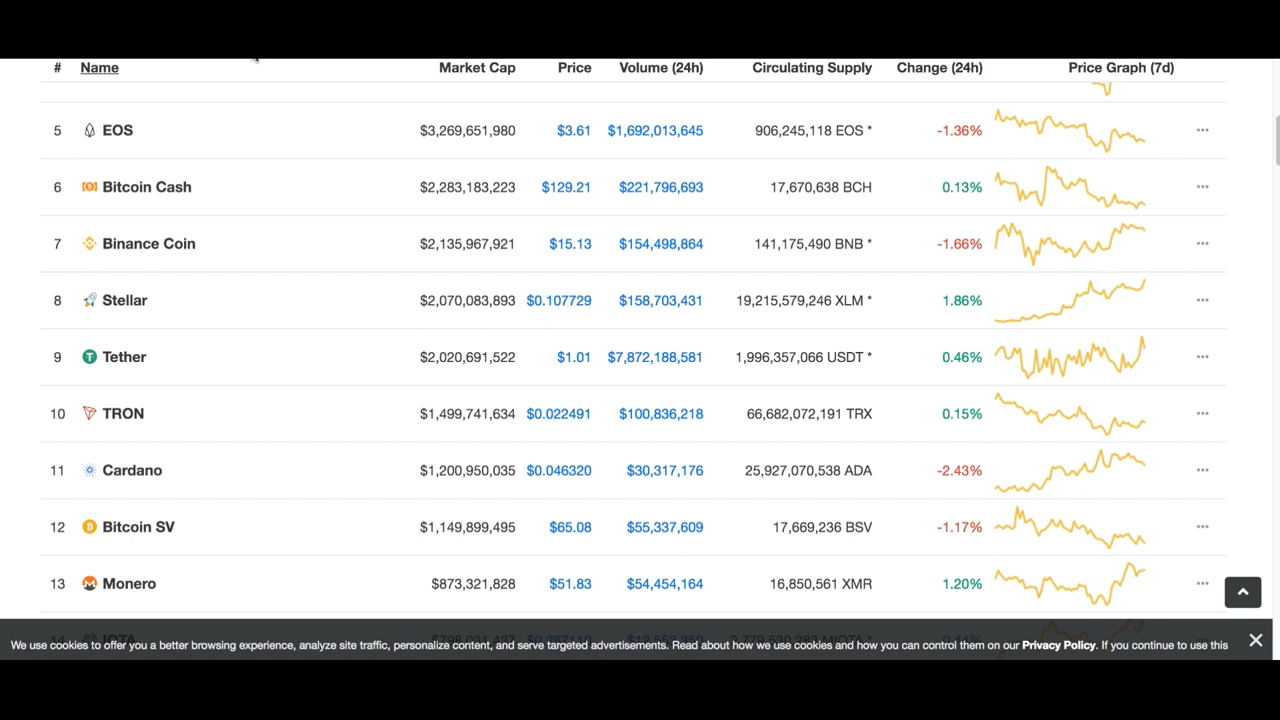 # Name Market Cap Price Volume (24h) Circulating Supply Change (24h) Price Graph (7d)
5 EOS $3,269,651,980 $3.61 $1,692,013,645 906,245,118 EOS * -1.36%
6 Bitcoin Cash $2,283,183,223 $129.21 $221,796,693 17,670,638 BCH 0.13%
7 Binance Coin $2,135,967,921 $15.13 $154,498,864 141,175,490 BNB * -1.66%
8 Stellar $2,070,083,893 $0.107729 $158,703,431 19,215,579,246 XLM * 1.86%
9 Tether $2,020,691,522 $1.01 $7,872,188,581 1,996,357,066 USDT * 0.46%
10 TRON $1,499,741,634 $0.022491 $100,836,218 66,682,072,191 TRX 0.15%
11 Cardano $1,200,950,035 $0.046320 $30,317,176 25,927,070,538 ADA -2.43%
12 Bitcoin SV $1,149,899,495 $65.08 $55,337,609 17,669,236 BSV -1.17%
13 Monero $873,321,828 $51.83 $54,454,164 16,850,561 XMR 1.20%
14 IOTA
We use cookies to offer you a better browsing experience, analyze site traffic, personalize content, and serve targeted advertisements. Read about how we use cookies and how you can control them on our Privacy Policy. If you continue to use this